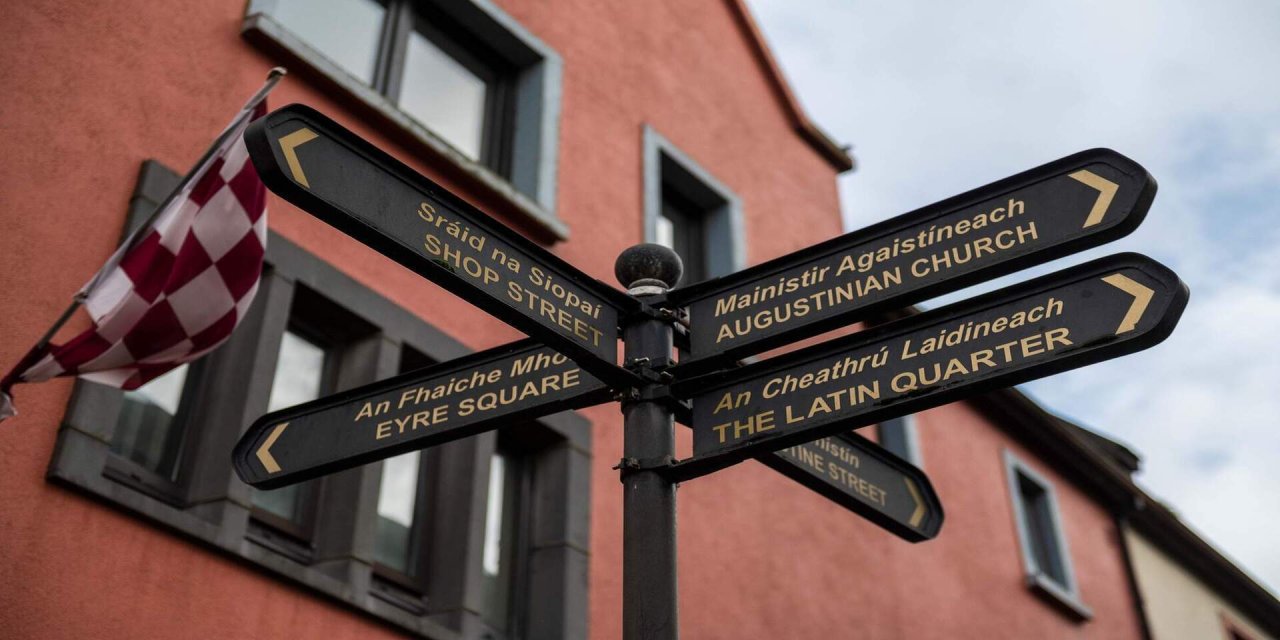 Sráid na Siopaí
SHOP STREET
Mainistir Agaistíneach
AUGUSTINIAN CHURCH
An Fhaiche
EYRE SQUARE
An Cheathrú Laidineach
THE LATIN QUARTER
STREET